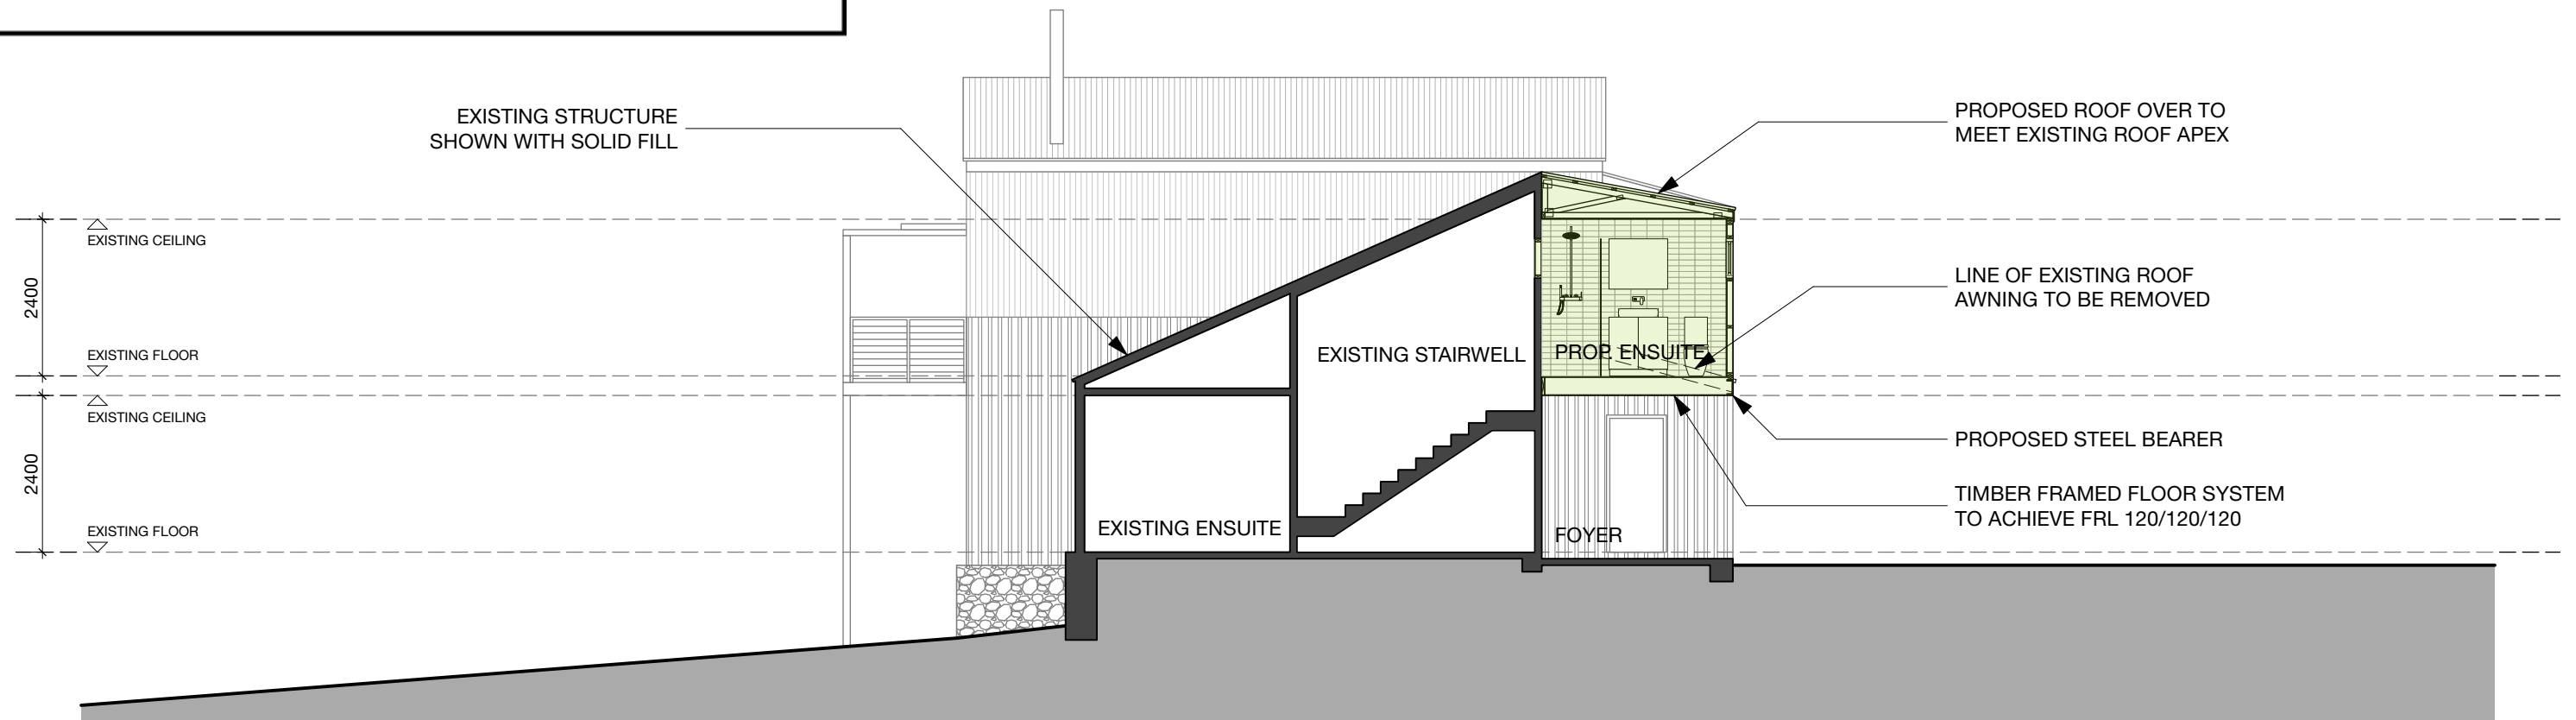 EXISTING STRUCTURE
SHOWN WITH SOLID FILL
PROPOSED ROOF OVER TO
MEET EXISTING ROOF APEX
EXISTING CEILING
2400
EXISTING FLOOR
LINE OF EXISTING ROOF
AWNING TO BE REMOVED
EXISTING STAIRWELL
PROP. ENSUITE
EXISTING CEILING
2400
EXISTING FLOOR
PROPOSED STEEL BEARER
TIMBER FRAMED FLOOR SYSTEM
TO ACHIEVE FRL 120/120/120
EXISTING ENSUITE
FOYER